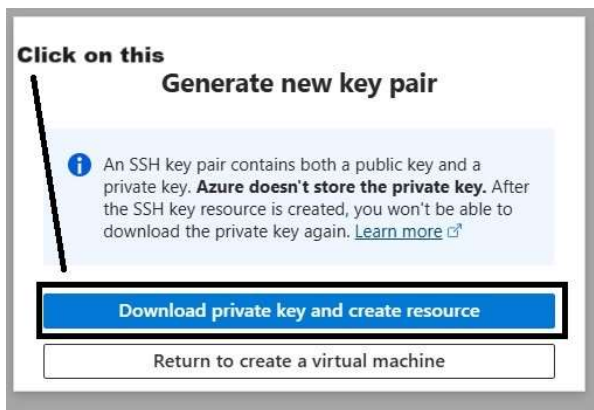 Click on this
Generate new key pair
An SSH key pair contains both a public key and a
private key. Azure doesn't store the private key. After
the SSH key resource is created, you won't be able to
download the private key again. Learn more
Download private key and create resource
Return to create a virtual machine